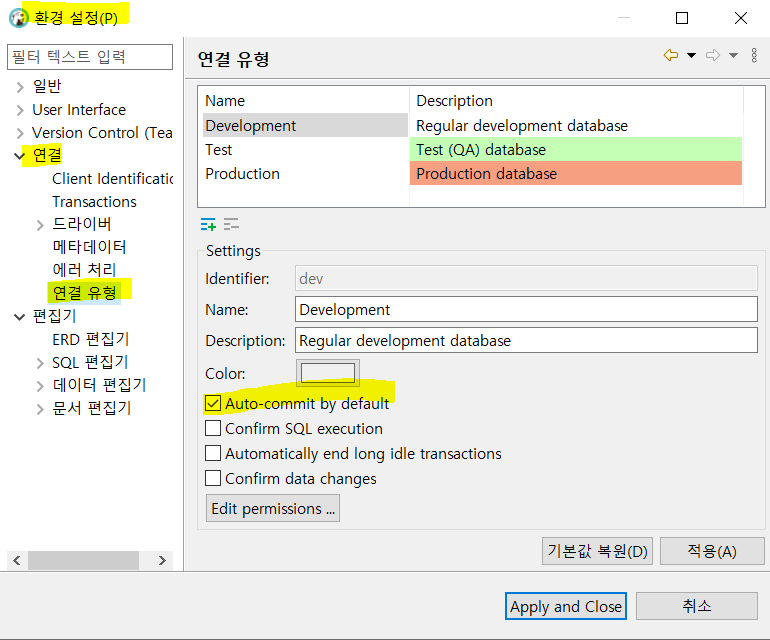 환경 설정(P)
필터 텍스트 입력
일반
User Interface
Version Control (Tea
연결
Client Identificatio
Transactions
드라이버
메타데이터
에러 처리
연결 유형
편집기
ERD 편집기
SQL 편집기
데이터 편집기
문서 편집기
연결 유형
Name Description
Development Regular development database
Test Test (QA) database
Production Production database
Settings
Identifier: dev
Name: Development
Description: Regular development database
Color:
Auto-commit by default
Confirm SQL execution
Automatically end long idle transactions
Confirm data changes
Edit permissions ...
기본값 복원(D) 적용(A)
Apply and Close 취소